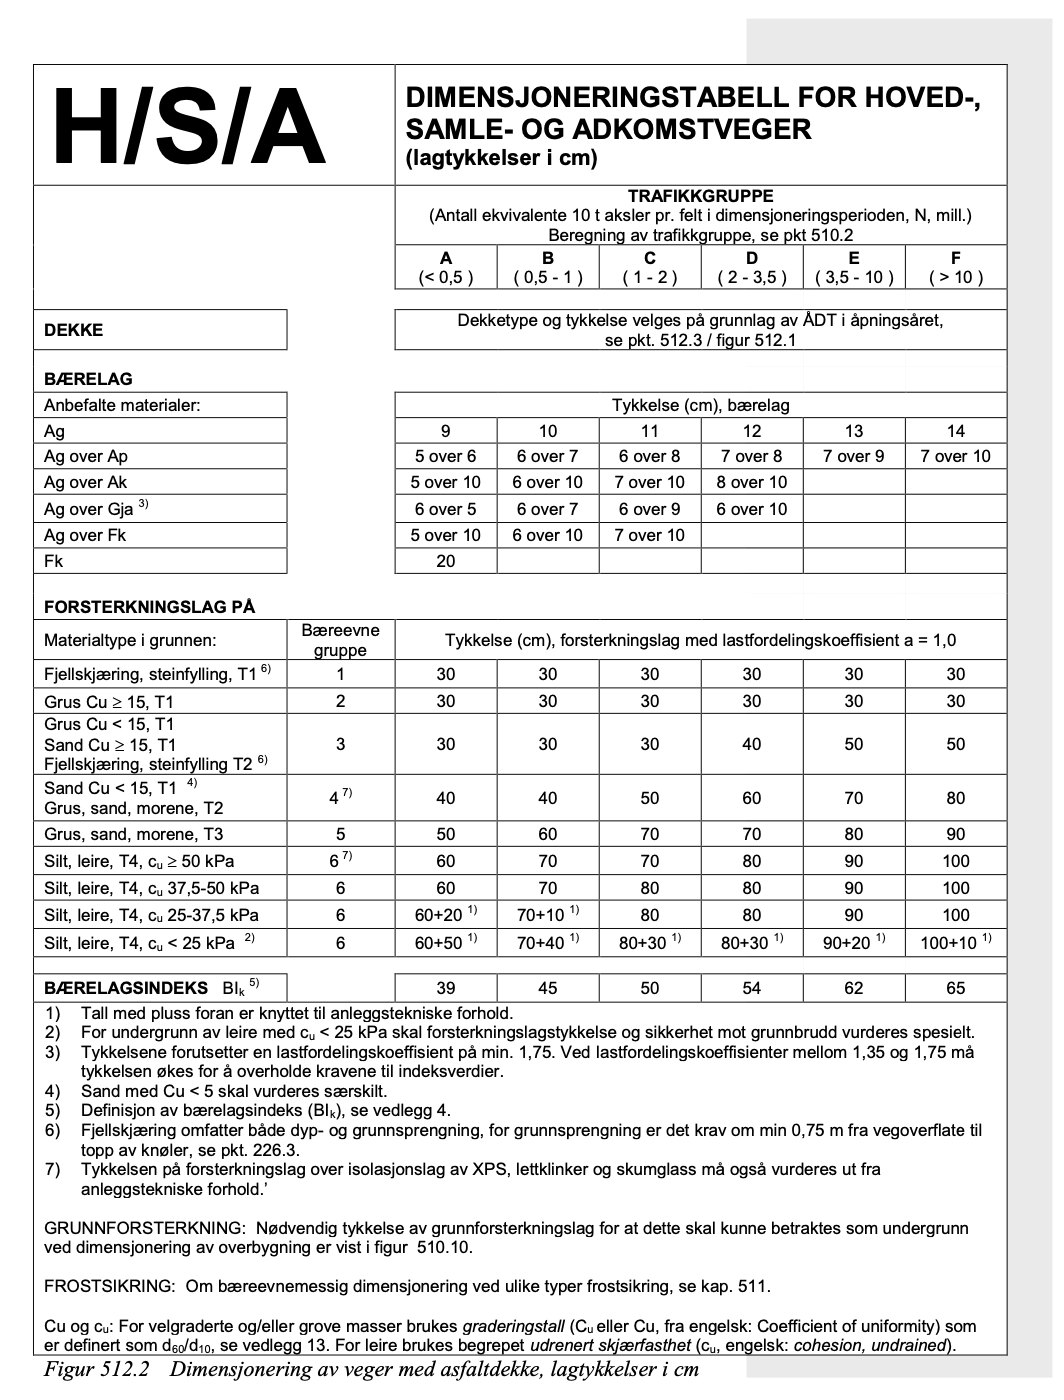 H/S/A
DIMENSJONERINGSTABELL FOR HOVED-,
SAMLE- OG ADKOMSTVEGER
(lagtykkelser i cm)
TRAFIKKGRUPPE
(Antall ekvivalente 10 t aksler pr. felt i dimensjoneringsperioden, N, mill.)
Beregning av trafikkgruppe, se pkt 510.2
A B C D E F
(< 0,5 ) ( 0,5 - 1 ) ( 1 - 2 ) ( 2 - 3,5 ) ( 3,5 - 10 ) ( > 10 )
DEKKE
Dekketype og tykkelse velges på grunnlag av ÅDT i åpningsåret,
se pkt. 512.3 / figur 512.1
BÆRELAG
Anbefalte materialer: Tykkelse (cm), bærelag
Ag 9 10 11 12 13 14
Ag over Ap 5 over 6 6 over 7 6 over 8 7 over 8 7 over 9 7 over 10
Ag over Ak 5 over 10 6 over 10 7 over 10 8 over 10
Ag over Gja 3) 6 over 5 6 over 7 6 over 9 6 over 10
Ag over Fk 5 over 10 6 over 10 7 over 10
Fk 20
FORSTERKNINGSLAG PÅ
Materialtype i grunnen: Bæreevne gruppe Tykkelse (cm), forsterkningslag med lastfordelingskoeffisient a = 1,0
Fjellskjæring, steinfylling, T1 6) 1 30 30 30 30 30 30
Grus Cu ≥ 15, T1 2 30 30 30 30 30 30
Grus Cu < 15, T1
Sand Cu ≥ 15, T1 3 30 30 30 40 50 50
Fjellskjæring, steinfylling T2 6)
Sand Cu < 15, T1 4)
Grus, sand, morene, T2 4 7) 40 40 50 60 70 80
Grus, sand, morene, T3 5 50 60 70 70 80 90
Silt, leire, T4, cu ≥ 50 kPa 6 7) 60 70 70 80 90 100
Silt, leire, T4, cu 37,5-50 kPa 6 60 70 80 80 90 100
Silt, leire, T4, cu 25-37,5 kPa 6 60+20 1) 70+10 1) 80 80 90 100
Silt, leire, T4, cu < 25 kPa 2) 6 60+50 1) 70+40 1) 80+30 1) 80+30 1) 90+20 1) 100+10 1)
BÆRELAGSINDEKS BIk 5) 39 45 50 54 62 65
1) Tall med pluss foran er knyttet til anleggstekniske forhold.
2) For undergrunn av leire med cu < 25 kPa skal forsterkningslagstykkelse og sikkerhet mot grunnbrudd vurderes spesielt.
3) Tykkelsene forutsetter en lastfordelingskoeffisient på min. 1,75. Ved lastfordelingskoeffisienter mellom 1,35 og 1,75 må
tykkelsen økes for å overholde kravene til indeksverdier.
4) Sand med Cu < 5 skal vurderes særskilt.
5) Definisjon av bærelagsindeks (BIk), se vedlegg 4.
6) Fjellskjæring omfatter både dyp- og grunnsprengning, for grunnsprengning er det krav om min 0,75 m fra vegoverflate til
topp av knøler, se pkt. 226.3.
7) Tykkelsen på forsterkningslag over isolasjonslag av XPS, lettklinker og skumglass må også vurderes ut fra
anleggstekniske forhold.’
GRUNNFORSTERKNING: Nødvendig tykkelse av grunnforsterkningslag for at dette skal kunne betraktes som undergrunn
ved dimensjonering av overbygning er vist i figur 510.10.
FROSTSIKRING: Om bæreevnemessig dimensjonering ved ulike typer frostsikring, se kap. 511.
Cu og cu: For velgraderte og/eller grove masser brukes graderingstall (Cu eller Cu, fra engelsk: Coefficient of uniformity) som
er definert som d60/d10, se vedlegg 13. For leire brukes begrepet udrenert skjærfasthet (cu, engelsk: cohesion, undrained).
Figur 512.2 Dimensjonering av veger med asfaltdekke, lagtykkelser i cm